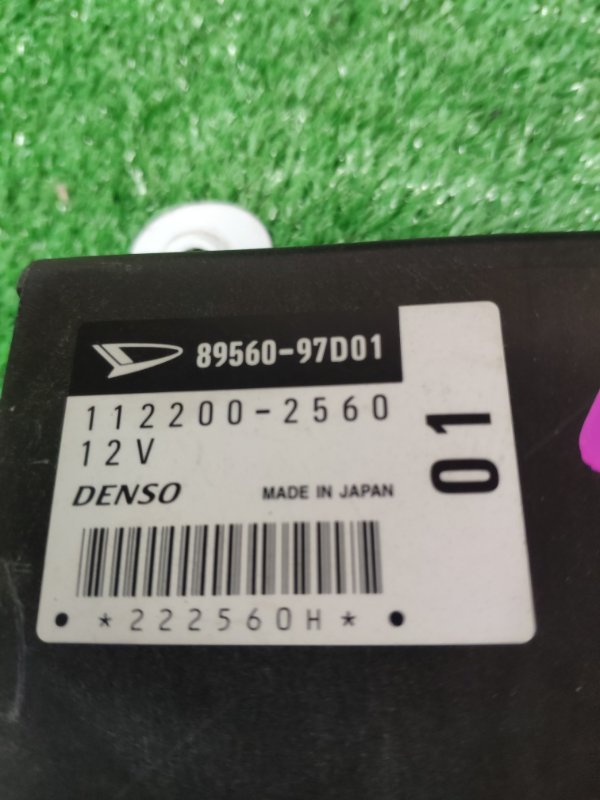 89560-97D01
112200-2560
12V
DENSO MADE IN JAPAN
01
*222560H*